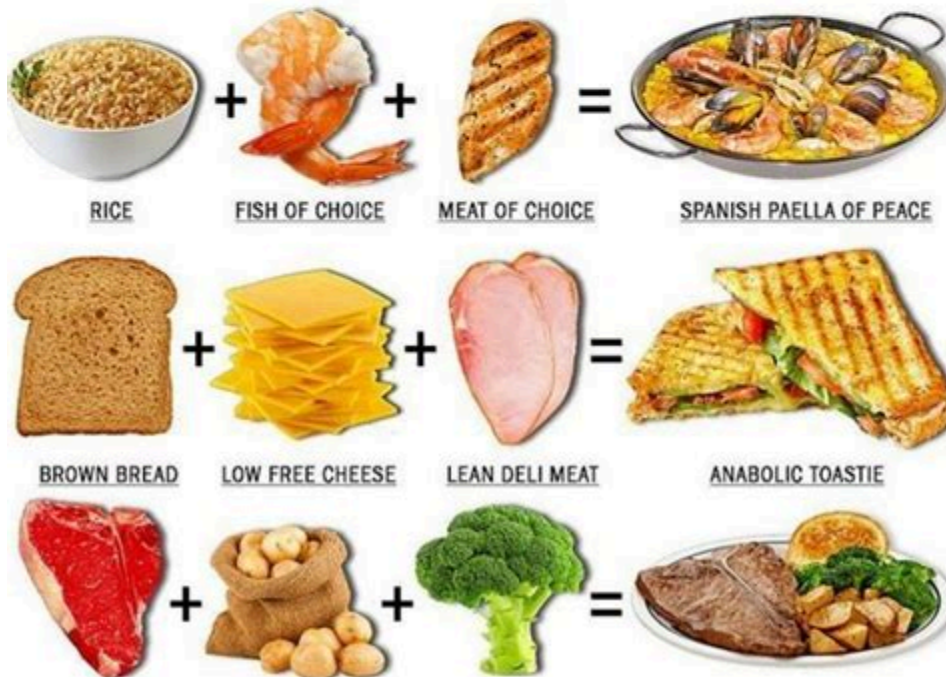 RICE
FISH OF CHOICE
MEAT OF CHOICE
SPANISH PAELLA OF PEACE
BROWN BREAD
LOW FREE CHEESE
LEAN DELI MEAT
ANABOLIC TOASTIE